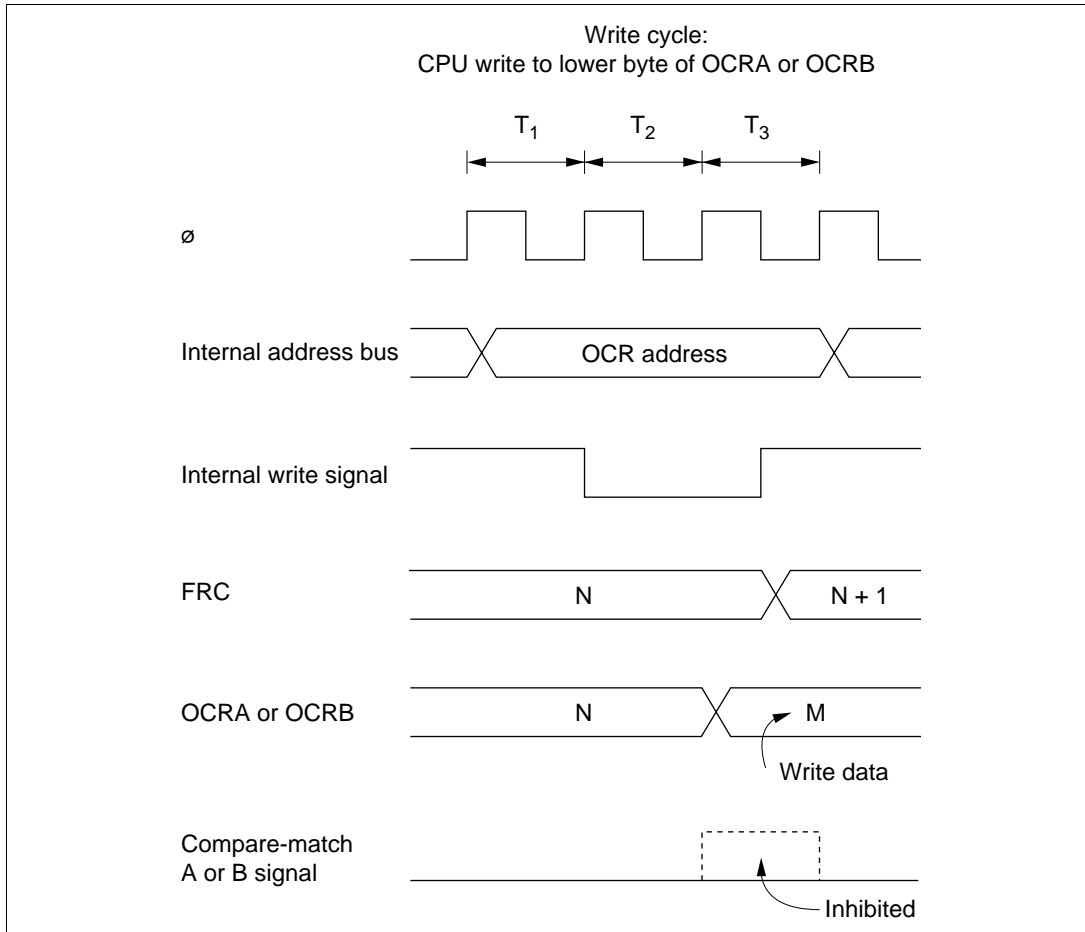 Write cycle:
CPU write to lower byte of OCRA or OCRB
T1 T2 T3
ø
Internal address bus
OCR address
Internal write signal
FRC
N
N + 1
OCRA or OCRB
N
M
Write data
Compare-match
A or B signal
Inhibited